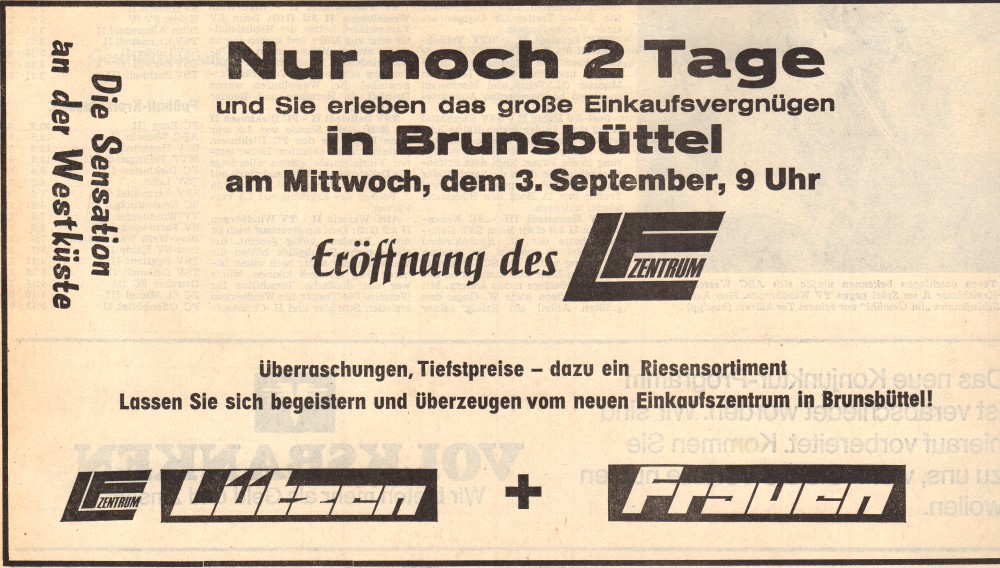 Die Sensation
an der Westküste
Nur noch 2 Tage
und Sie erleben das große Einkaufsvergnügen
in Brunsbüttel
am Mittwoch, dem 3. September, 9 Uhr
Eröffnung des LF ZENTRUM
Überraschungen, Tiefstpreise – dazu ein Riesensortiment
Lassen Sie sich begeistern und überzeugen vom neuen Einkaufszentrum in Brunsbüttel!
LF ZENTRUM + Frauen